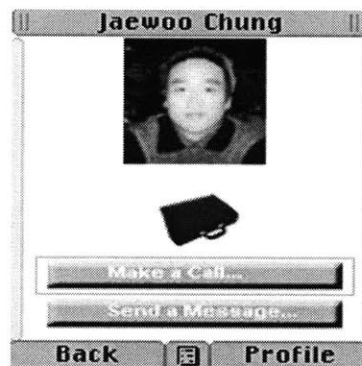 Jaewoo Chung
Make a Call...
Send a Message...
Back Profile